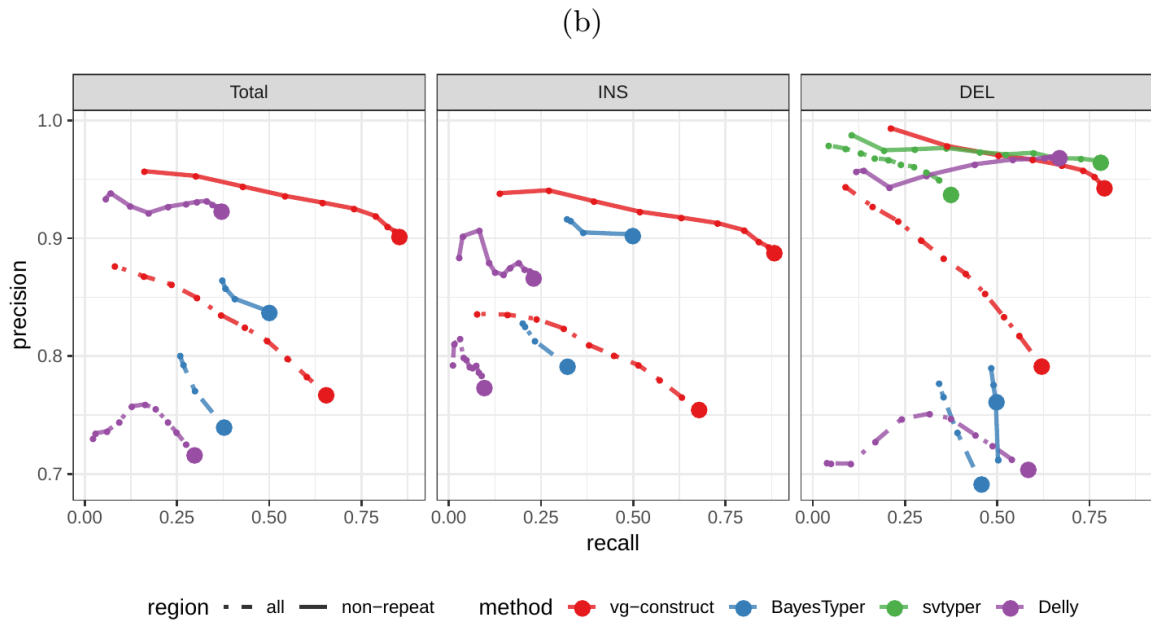 (b)
Total INS DEL
1.0
0.9
0.8
0.7
precision
0.00 0.25 0.50 0.75 0.00 0.25 0.50 0.75 0.00 0.25 0.50 0.75
recall
region all non−repeat method vg−construct BayesTyper svtyper Delly